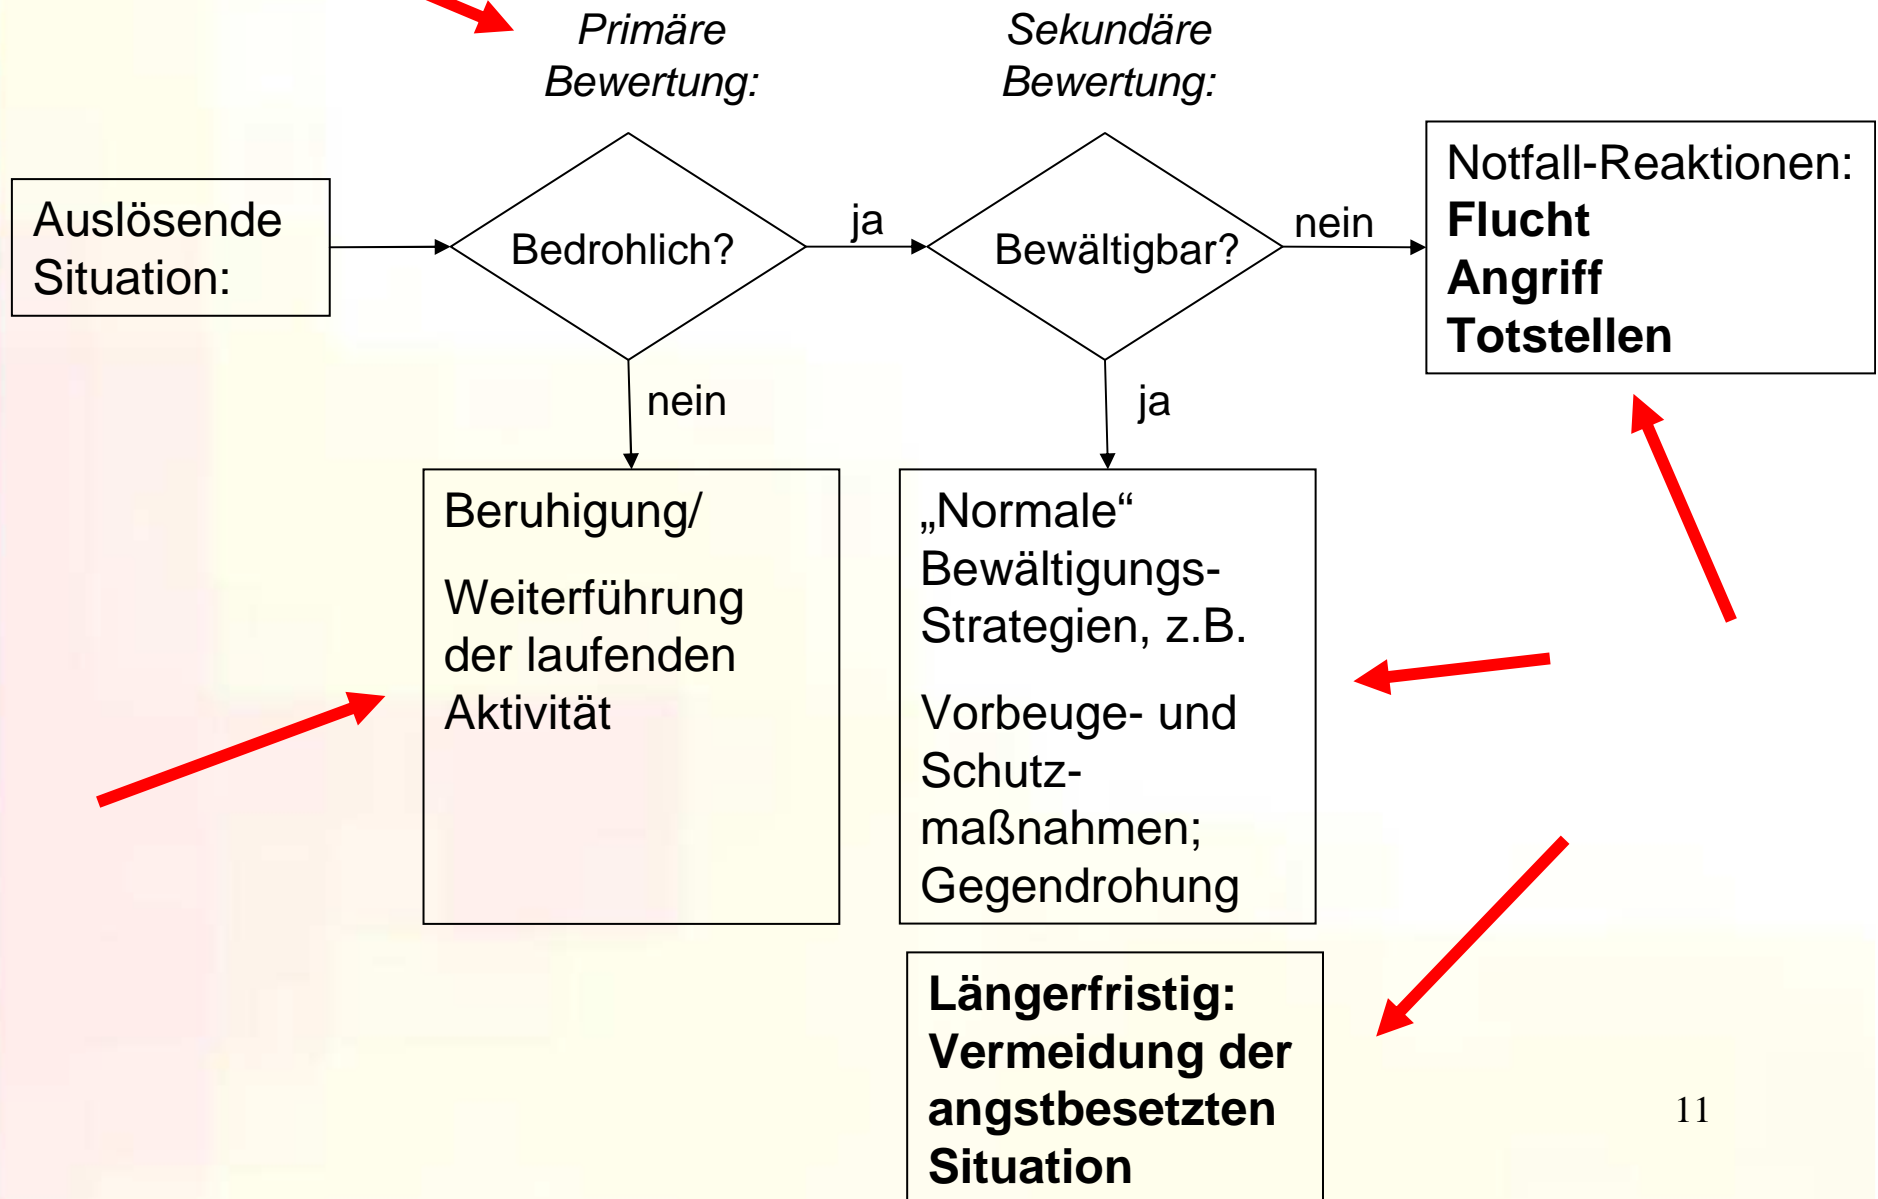 Primäre
Bewertung:
Sekundäre
Bewertung:
Auslösende
Situation:
Bedrohlich?
ja
Bewältigbar?
nein
Notfall-Reaktionen:
Flucht
Angriff
Totstellen
nein
ja
Beruhigung/
Weiterführung
der laufenden
Aktivität
„Normale“
Bewältigungs-
Strategien, z.B.
Vorbeuge- und
Schutz-
maßnahmen;
Gegendrohung
Längerfristig:
Vermeidung der
angstbesetzten
Situation
11